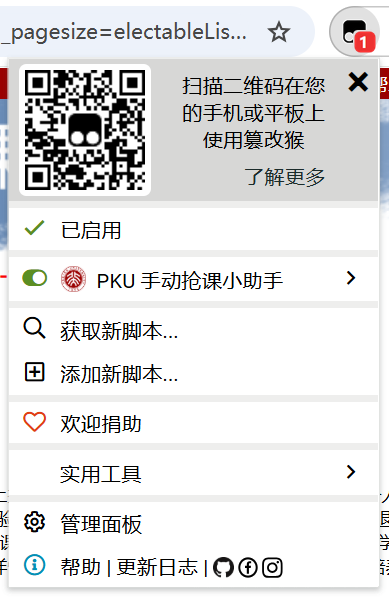 _pagesize=electableLis...
1
扫描二维码在您
的手机或平板上
使用篡改猴
了解更多
已启用
PKU 手动抢课小助手
获取新脚本...
添加新脚本...
欢迎捐助
实用工具
管理面板
帮助 | 更新日志 |